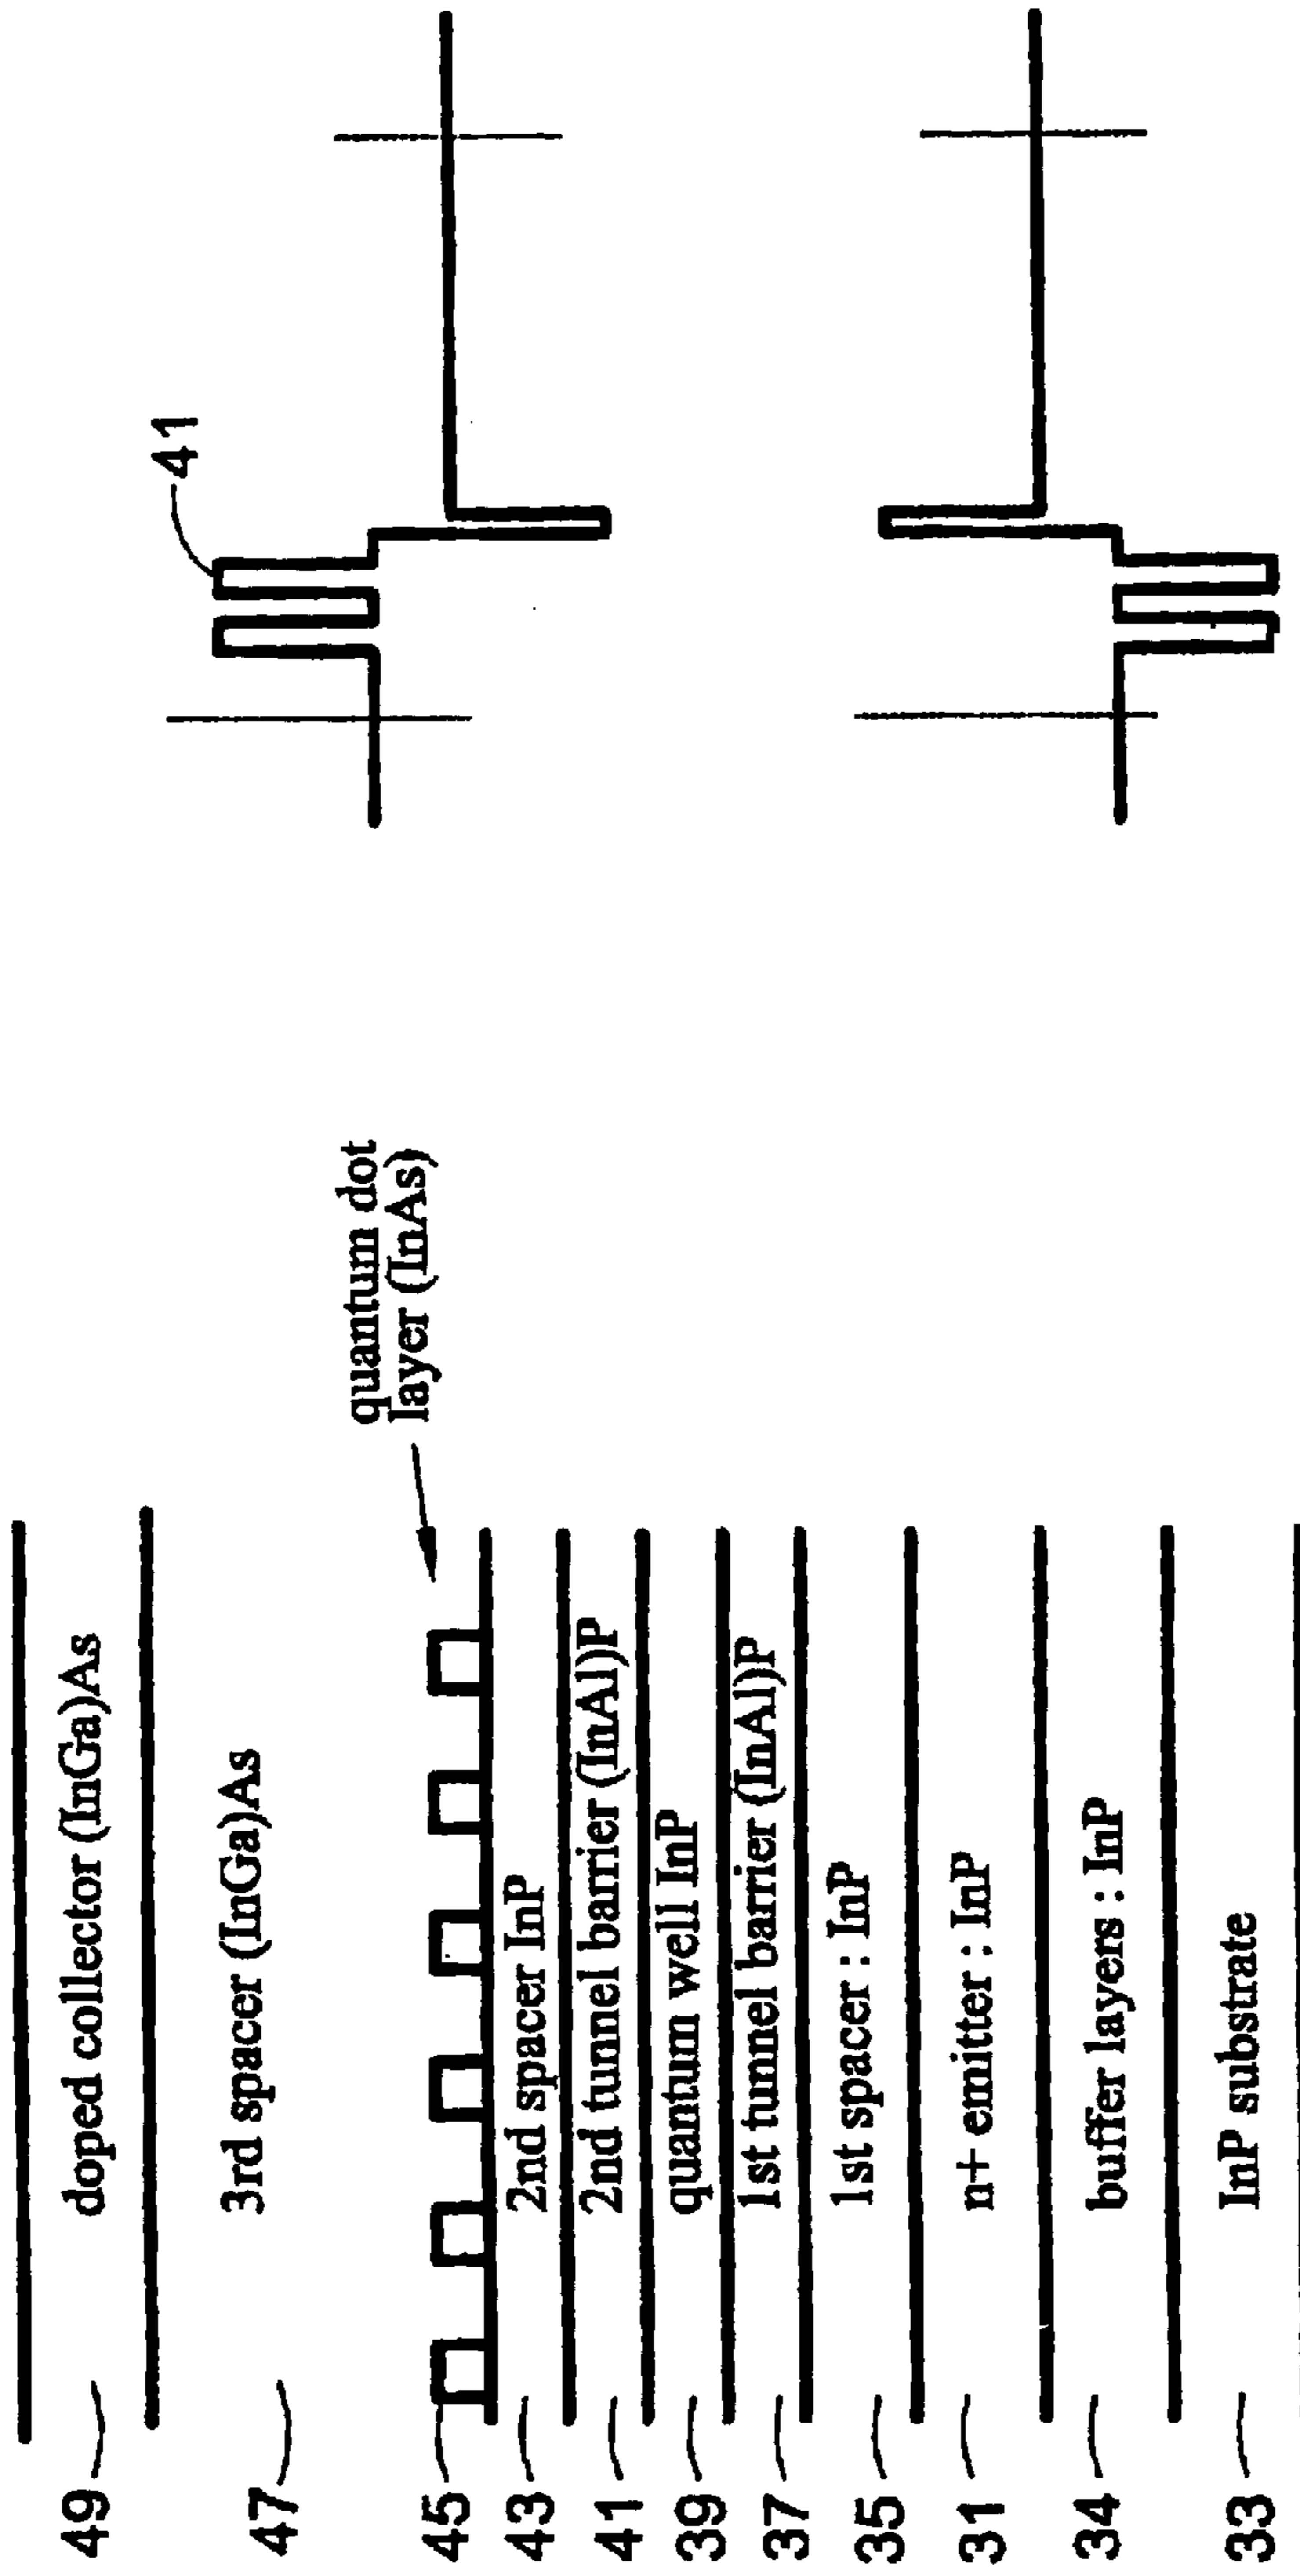 49
doped collector (InGa)As
47
3rd spacer (InGa)As
quantum dot
layer (InAs)
45
43
2nd spacer InP
41
2nd tunnel barrier (InAl)P
39
quantum well InP
37
1st tunnel barrier (InAl)P
35
1st spacer : InP
31
n+ emitter : InP
34
buffer layers : InP
33
InP substrate
41